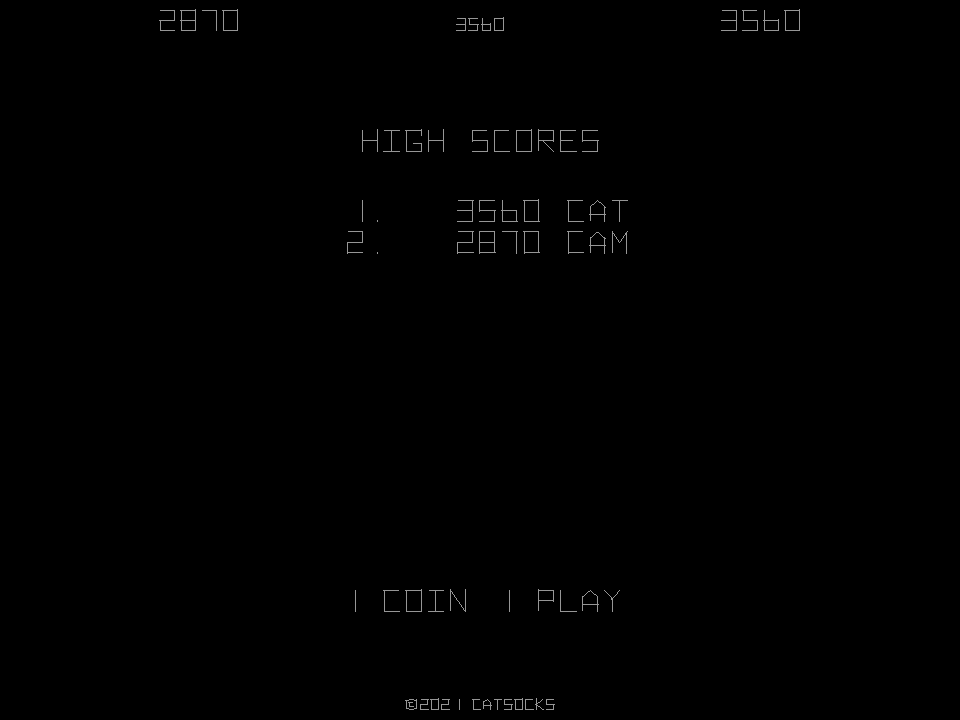 2870 3560 3560
HIGH SCORES
1. 3560 CAT
2. 2870 CAM
1 COIN 1 PLAY
©2021 CATSOCKS